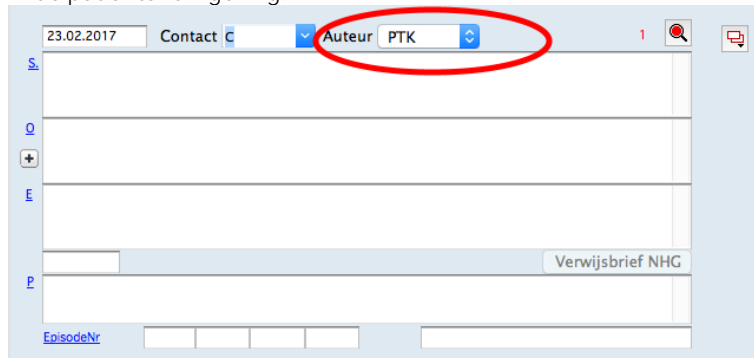 23.02.2017 Contact C Auteur PTK 1
S.
O
+
E
Verwijsbrief NHG
P
EpisodeNr